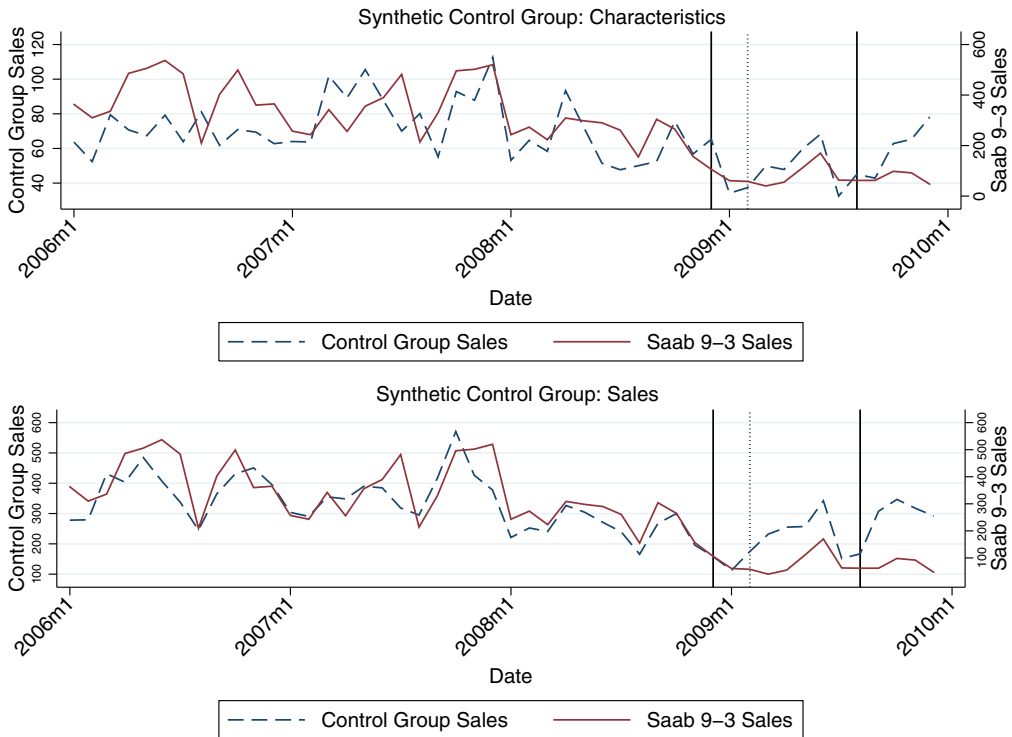 Synthetic Control Group: Characteristics
Control Group Sales
40 60 80 100 120
Saab 9–3 Sales
0 200 400 600
2006m1 2007m1 2008m1 2009m1 2010m1
Date
Control Group Sales Saab 9–3 Sales
Synthetic Control Group: Sales
Control Group Sales
100 200 300 400 500 600
Saab 9–3 Sales
100 200 300 400 500 600
2006m1 2007m1 2008m1 2009m1 2010m1
Date
Control Group Sales Saab 9–3 Sales